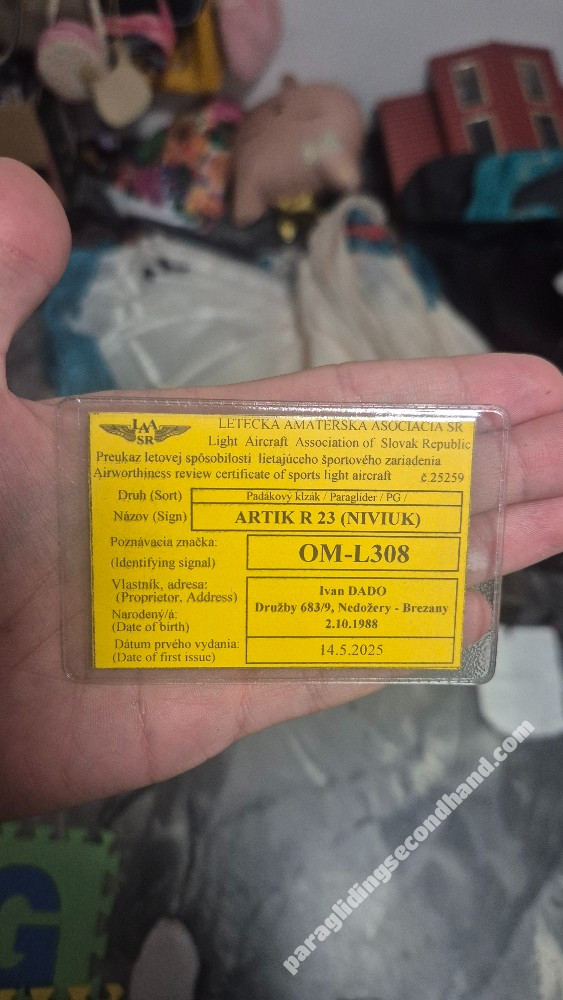 LAA
SR
LETECKÁ AMATÉRSKA ASOCIÁCIA SR
Light Aircraft Association of Slovak Republic
Preukaz letovej spôsobilosti lietajúceho športového zariadenia
Airworthiness review certificate of sports light aircraft č.25259
Druh (Sort) Padákový klzák / Paraglider / PG /
Názov (Sign) ARTIK R 23 (NIVIUK)
Poznávacia značka:
(Identifying signal) OM-L308
Vlastník, adresa:
(Proprietor, Address)
Ivan DADO
Družby 683/9, Nedožery - Brezany
Narodený/á:
(Date of birth)
2.10.1988
Dátum prvého vydania:
(Date of first issue) 14.5.2025
paraglidingsecondhand.com
G